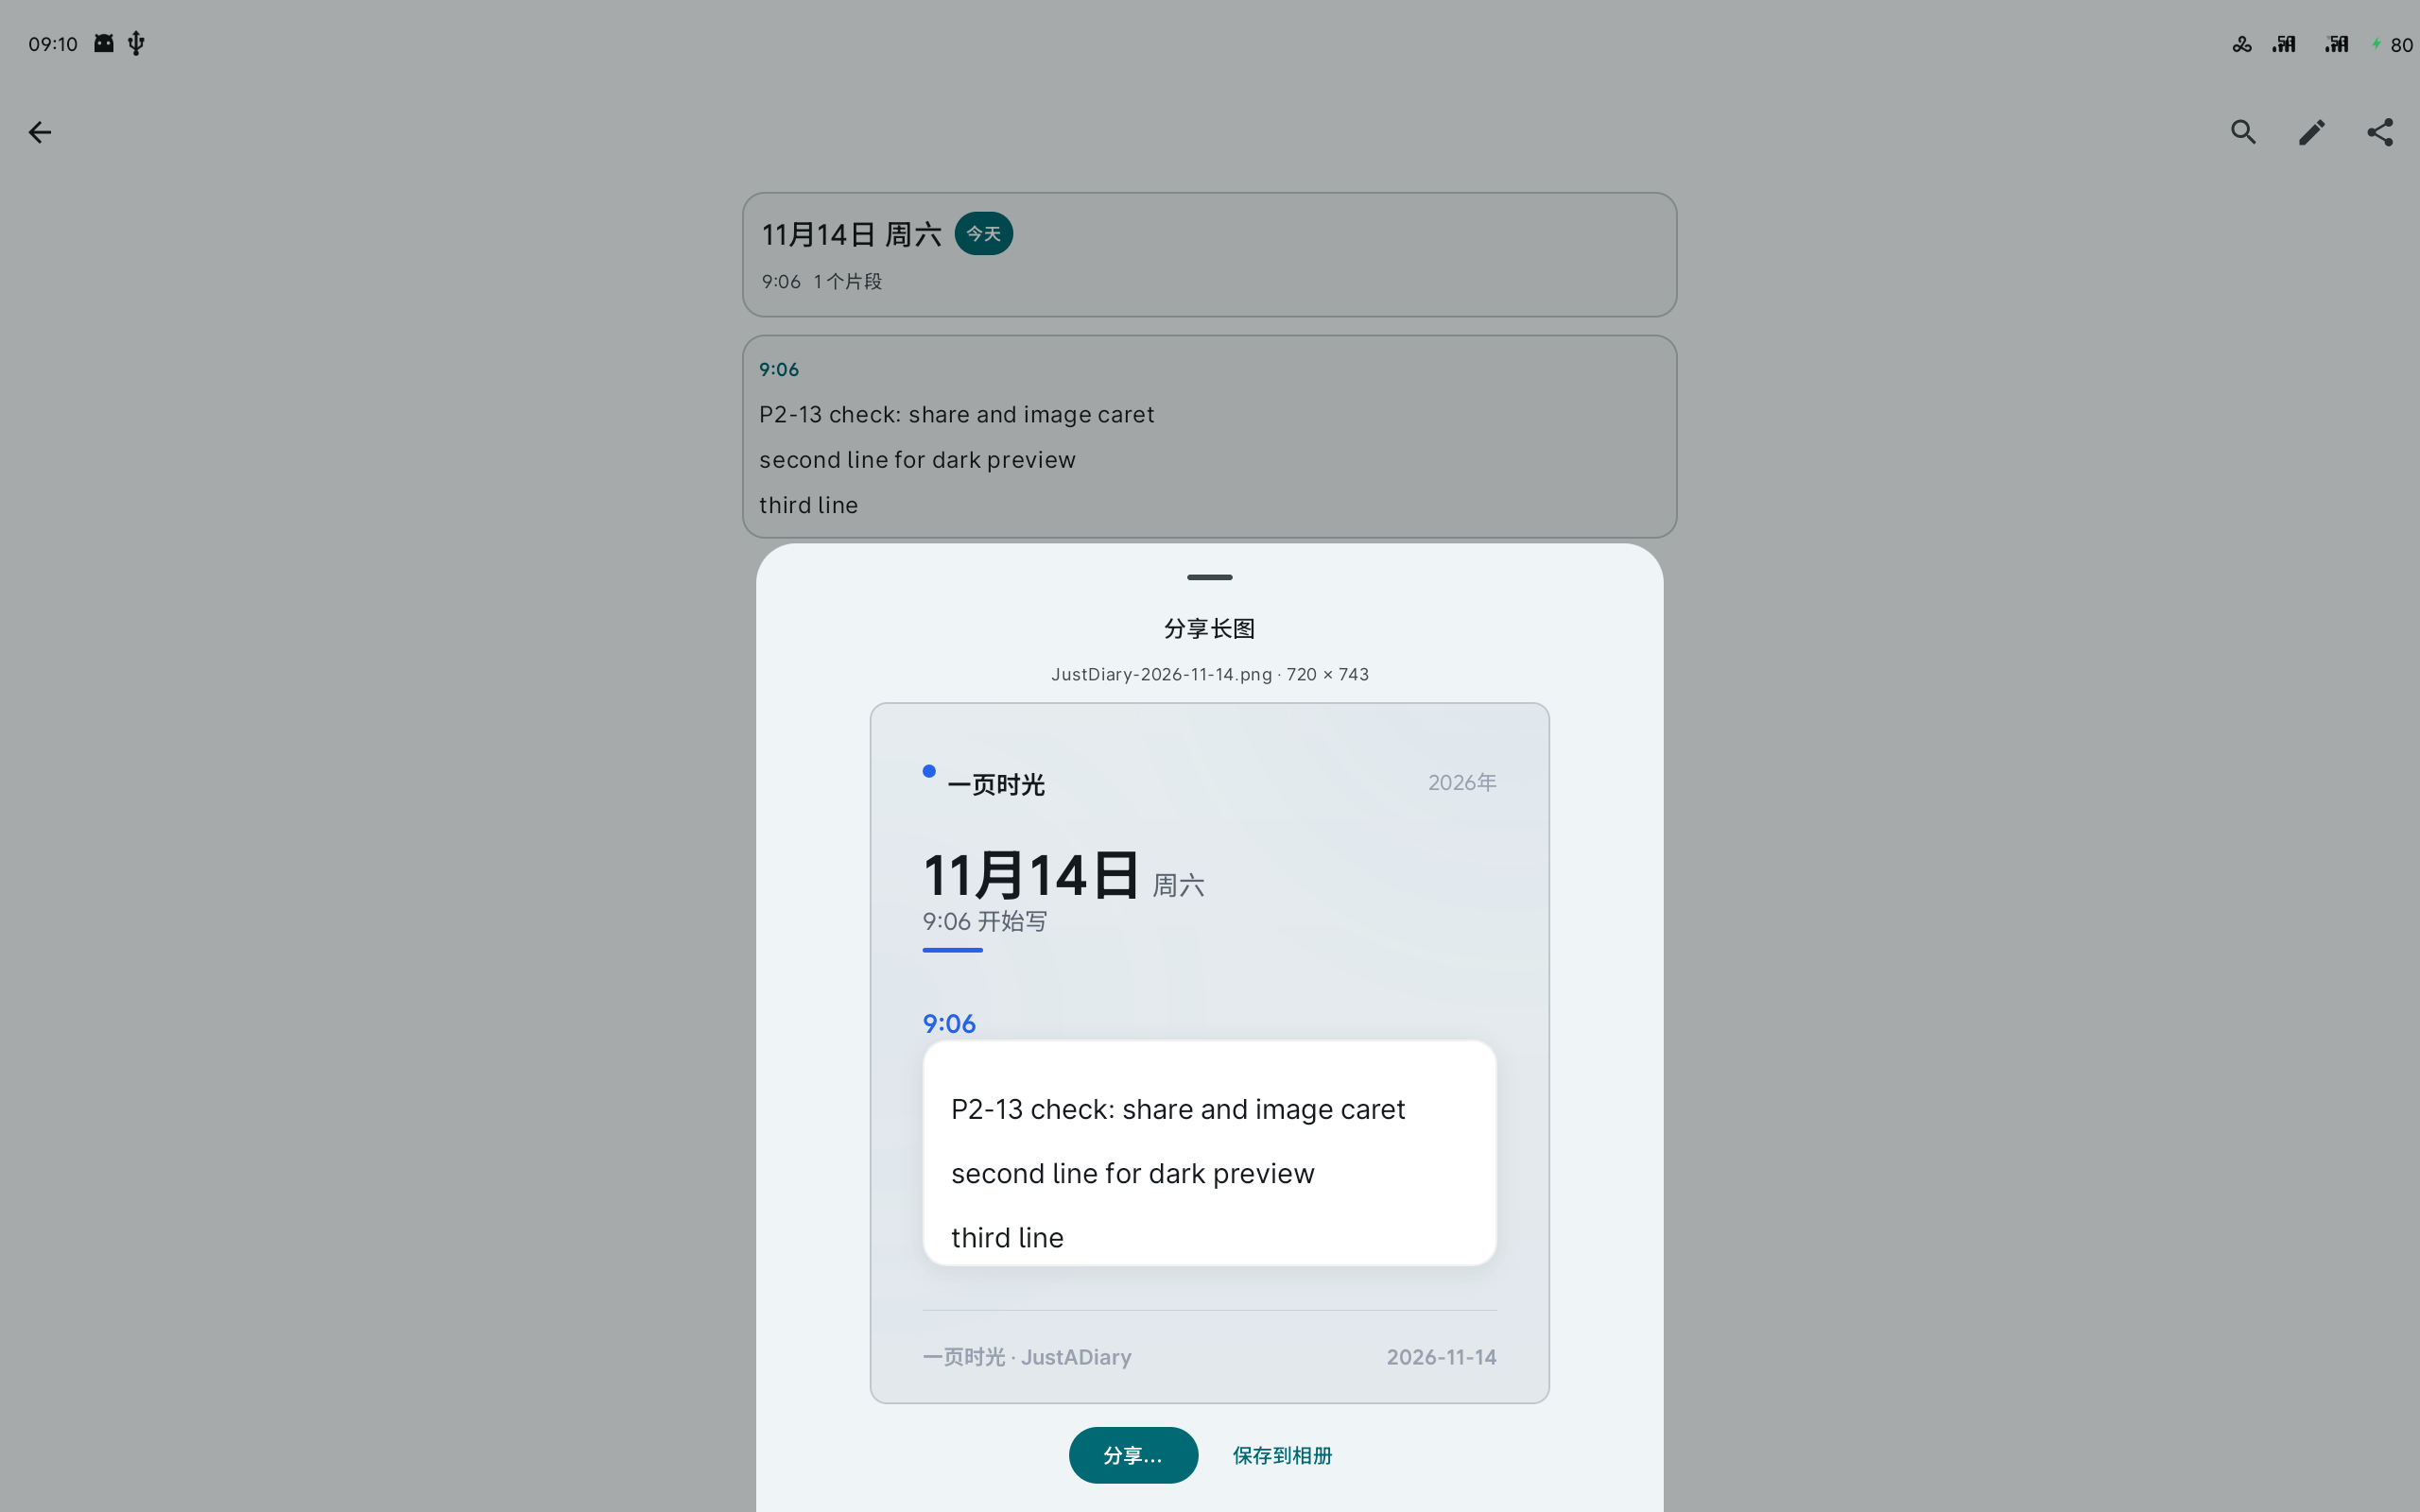 09:10
80
11月14日 周六 今天
9:06 1 个片段
9:06
P2-13 check: share and image caret
second line for dark preview
third line
分享长图
JustDiary-2026-11-14.png · 720 × 743
一页时光 2026年
11月14日 周六
9:06 开始写
9:06
P2-13 check: share and image caret
second line for dark preview
third line
一页时光 · JustADiary 2026-11-14
分享... 保存到相册